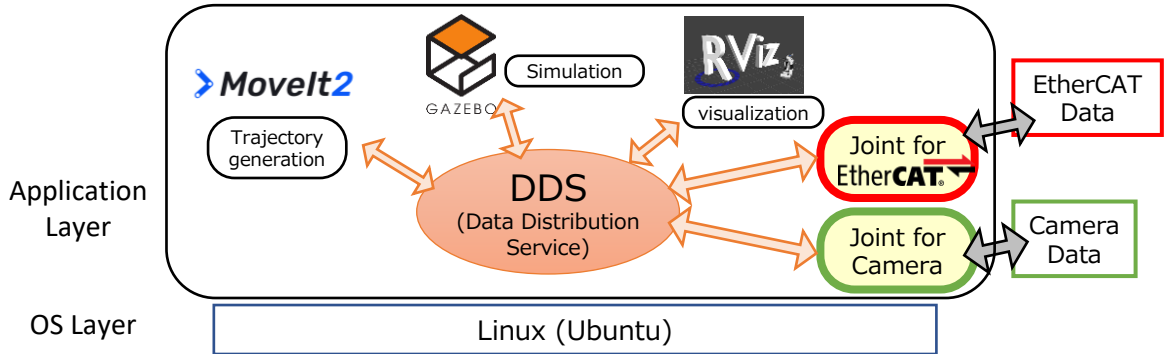 MoveIt2
Trajectory
generation
GAZEBO
Simulation
RViz
visualization
Joint for
EtherCAT®
EtherCAT
Data
Application
Layer
DDS
(Data Distribution
Service)
Joint for
Camera
Camera
Data
OS Layer
Linux (Ubuntu)